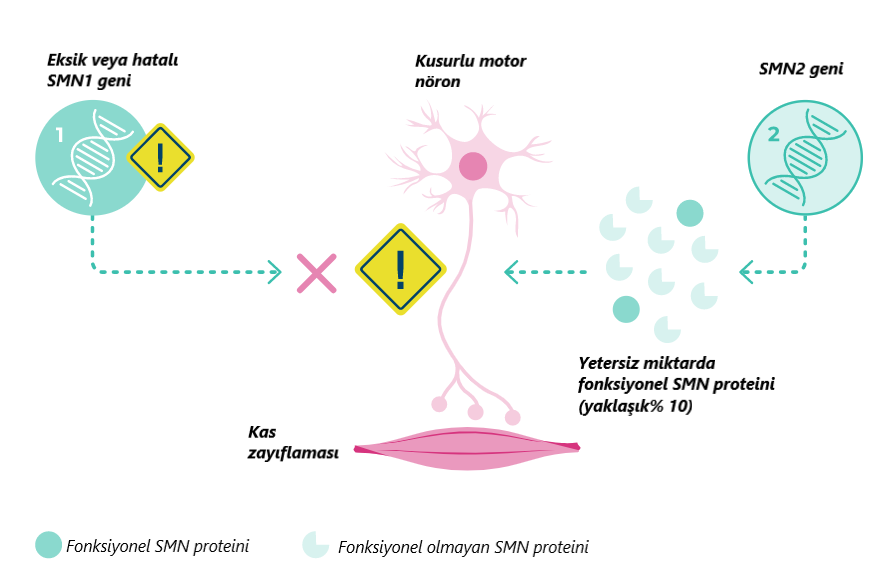 Eksik veya hatalı
SMN1 geni
1
Kusurlu motor
nöron
SMN2 geni
2
!
!
Yetersiz miktarda
fonksiyonel SMN proteini
(yaklaşık% 10)
Kas
zayıflaması
Fonksiyonel SMN proteini
Fonksiyonel olmayan SMN proteini